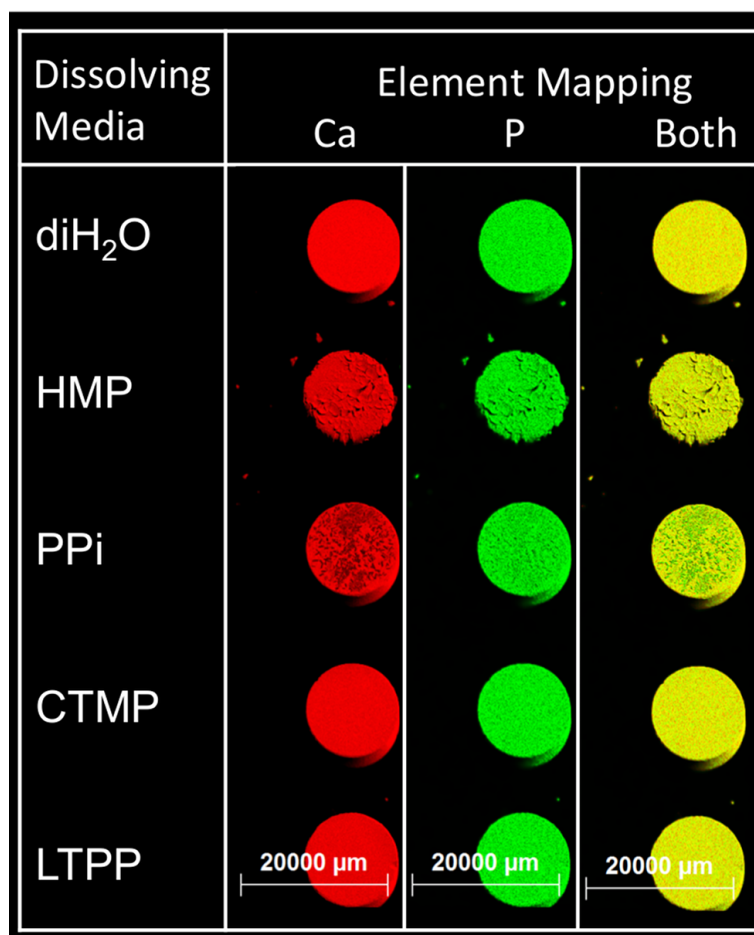 Dissolving
Media
Element Mapping
Ca P Both
diH₂O
HMP
PPi
CTMP
LTPP
20000 µm 20000 µm 20000 µm